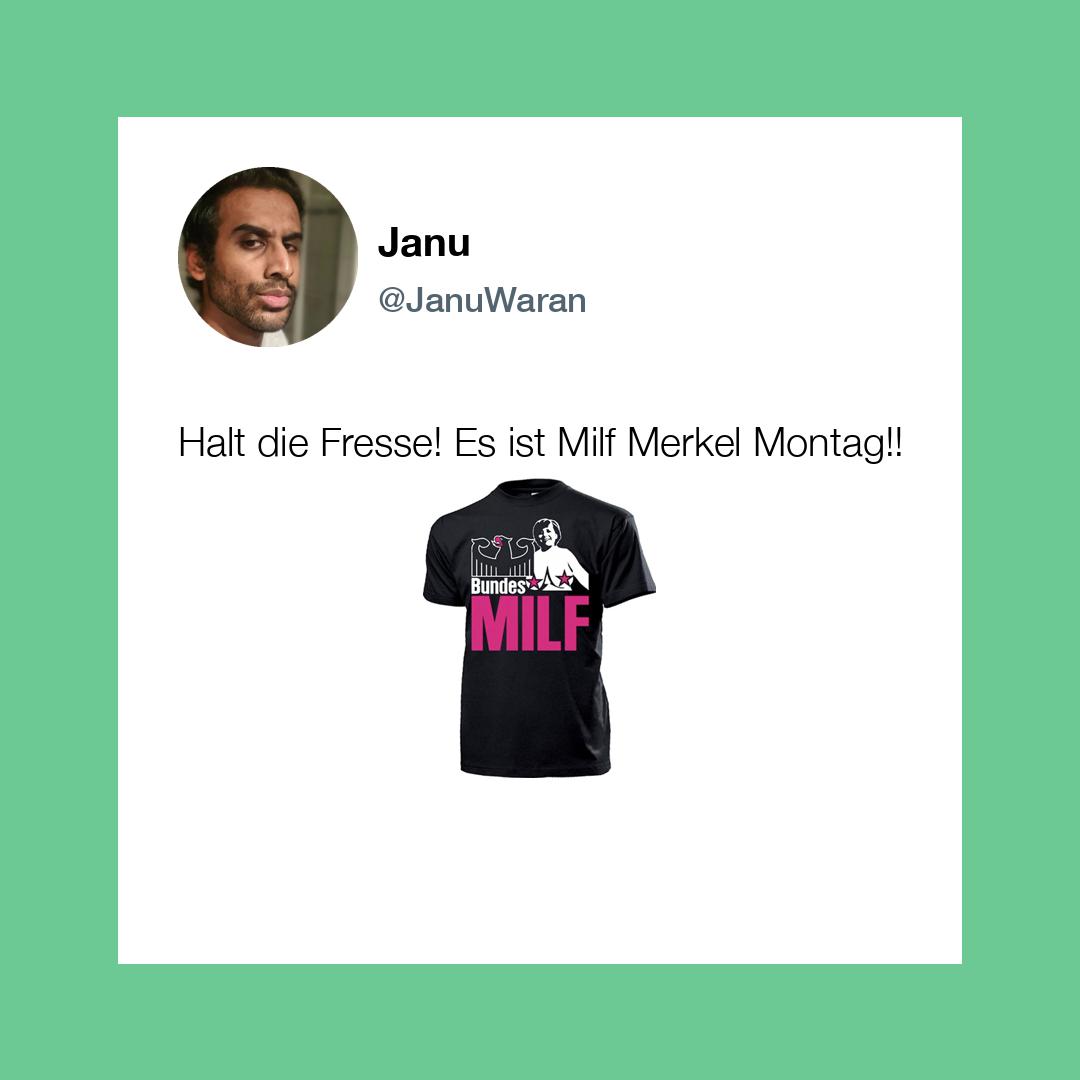 Janu
@JanuWaran
Halt die Fresse! Es ist Milf Merkel Montag!!
Bundes
MILF